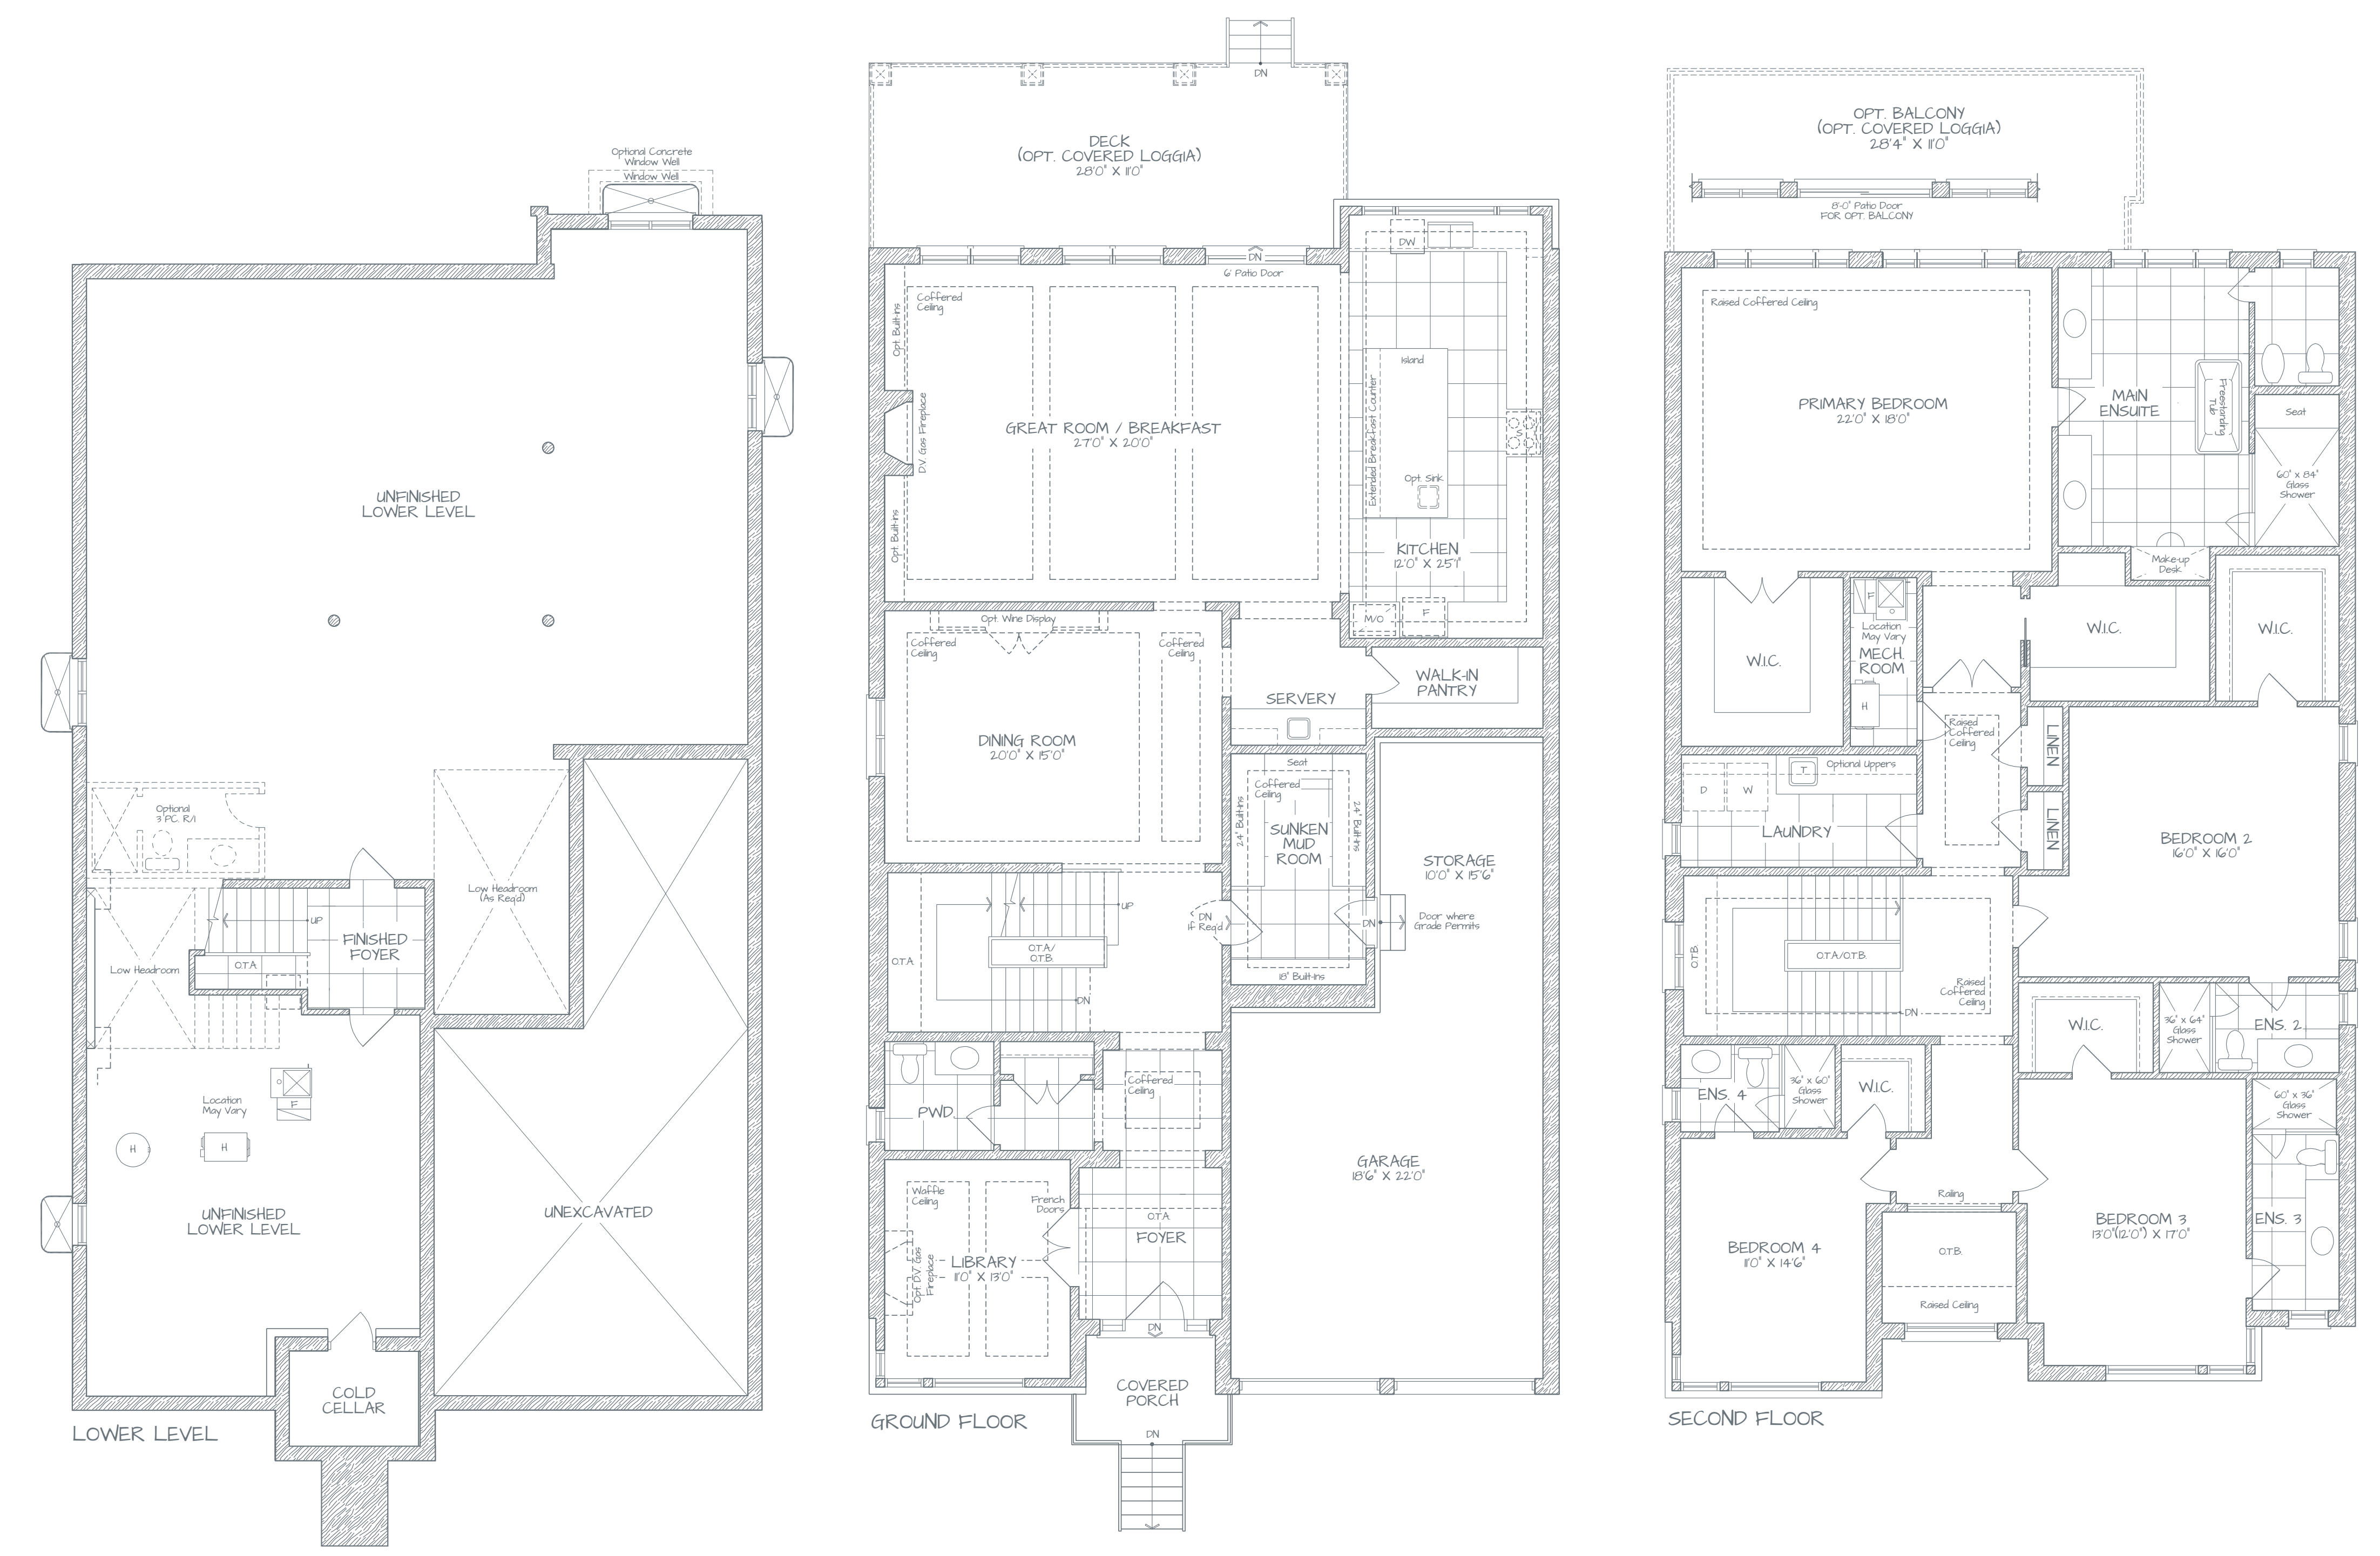 Optional Concrete
Window Well
Window Well
UNFINISHED
LOWER LEVEL
Optional
3 PC. R/I
Low Headroom
(As Req'd)
UP
FINISHED
FOYER
O.T.A.
Low Headroom
Location
May Vary
F
H
H
UNFINISHED
LOWER LEVEL
UNEXCAVATED
COLD
CELLAR
LOWER LEVEL
DN
DECK
(OPT. COVERED LOGGIA)
28'0" X 11'0"
DN
6' Patio Door
DW
Coffered
Ceiling
Opt. Built-ins
D.V. Gas Fireplace
Opt. Built-ins
GREAT ROOM / BREAKFAST
27'0" X 20'0"
Island
Extended Breakfast Counter
S
Opt. Sink
KITCHEN
12'0" X 25'1"
M/O
F
Opt. Wine Display
Coffered
Ceiling
Coffered
Ceiling
SERVERY
WALK-IN
PANTRY
DINING ROOM
20'0" X 15'0"
Seat
Coffered
Ceiling
24" Built-ins
24" Built-ins
SUNKEN
MUD
ROOM
STORAGE
10'0" X 15'6"
UP
DN
If Req'd
DN
Door where
Grade Permits
O.T.A./
O.T.B.
O.T.A.
18" Built-ins
DN
Coffered
Ceiling
PWD.
GARAGE
18'6" X 22'0"
Waffle
Ceiling
French
Doors
O.T.A.
FOYER
Opt. D.V. Gas
Fireplace
LIBRARY
11'0" X 13'0"
DN
COVERED
PORCH
DN
GROUND FLOOR
OPT. BALCONY
(OPT. COVERED LOGGIA)
28'4" X 11'0"
8'-0" Patio Door
FOR OPT. BALCONY
Raised Coffered Ceiling
PRIMARY BEDROOM
22'0" X 18'0"
MAIN
ENSUITE
Freestanding
Tub
Seat
60" x 84"
Glass
Shower
Make-up
Desk
F
Location
May Vary
MECH.
ROOM
H
W.I.C.
W.I.C.
W.I.C.
Raised
Coffered
Ceiling
LINEN
LINEN
T
Optional Uppers
D
W
LAUNDRY
BEDROOM 2
16'0" X 16'0"
O.T.B.
O.T.A./O.T.B.
Raised
Coffered
Ceiling
DN
W.I.C.
36" x 64"
Glass
Shower
ENS. 2
ENS. 4
36" x 60"
Glass
Shower
W.I.C.
60" x 36"
Glass
Shower
Railing
ENS. 3
BEDROOM 3
13'0"(12'0") X 17'0"
BEDROOM 4
11'0" X 14'6"
O.T.B.
Raised Ceiling
SECOND FLOOR